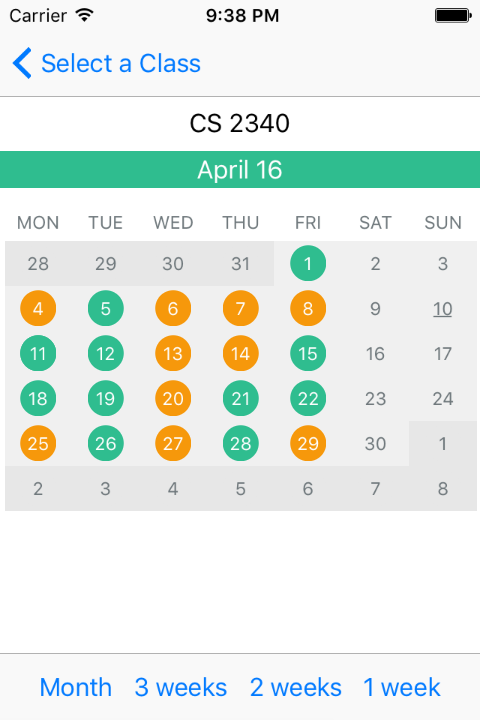 Carrier 9:38 PM
Select a Class
CS 2340
April 16
MON TUE WED THU FRI SAT SUN
28 29 30 31 1 2 3
4 5 6 7 8 9 10
11 12 13 14 15 16 17
18 19 20 21 22 23 24
25 26 27 28 29 30 1
2 3 4 5 6 7 8
Month 3 weeks 2 weeks 1 week